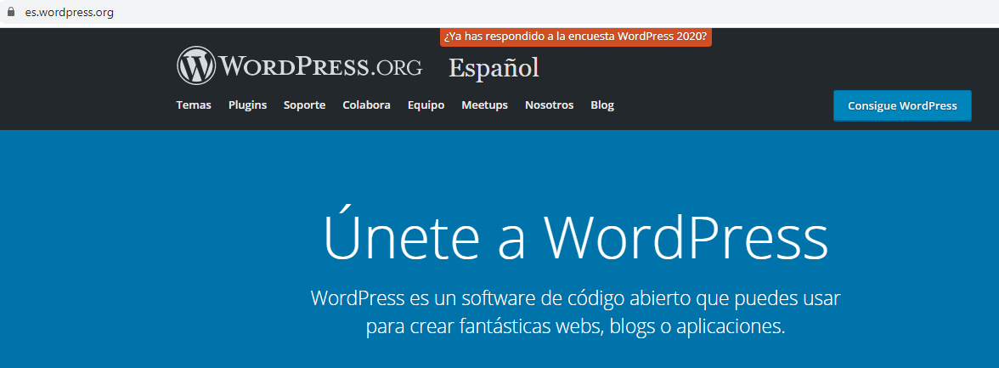 es.wordpress.org
¿Ya has respondido a la encuesta WordPress 2020?
WORDPRESS.ORG Español
Temas Plugins Soporte Colabora Equipo Meetups Nosotros Blog Consigue WordPress
Únete a WordPress
WordPress es un software de código abierto que puedes usar
para crear fantásticas webs, blogs o aplicaciones.